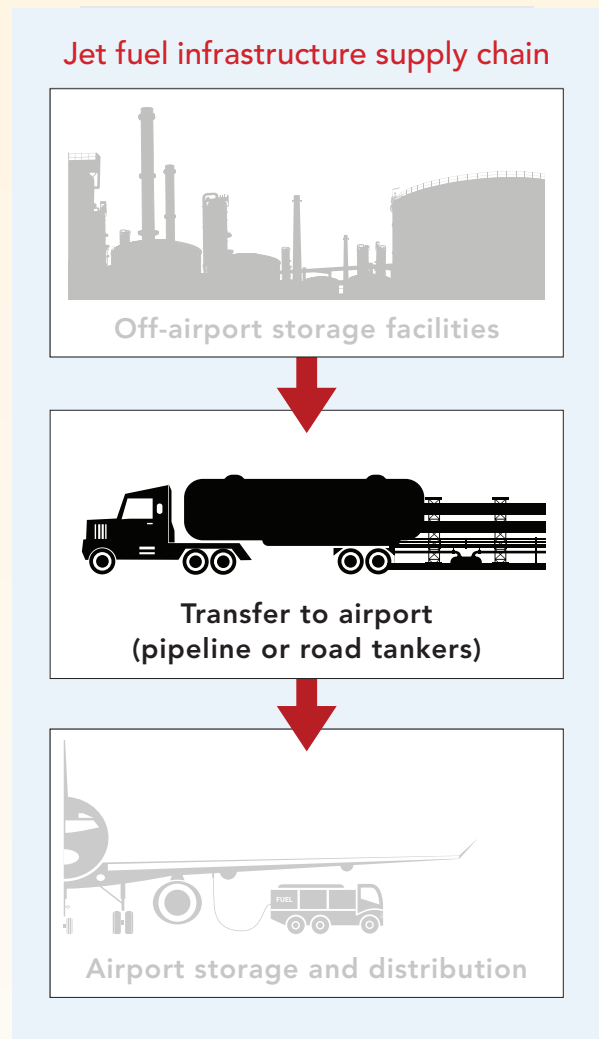 Jet fuel infrastructure supply chain
Off-airport storage facilities
Transfer to airport
(pipeline or road tankers)
FUEL
Airport storage and distribution